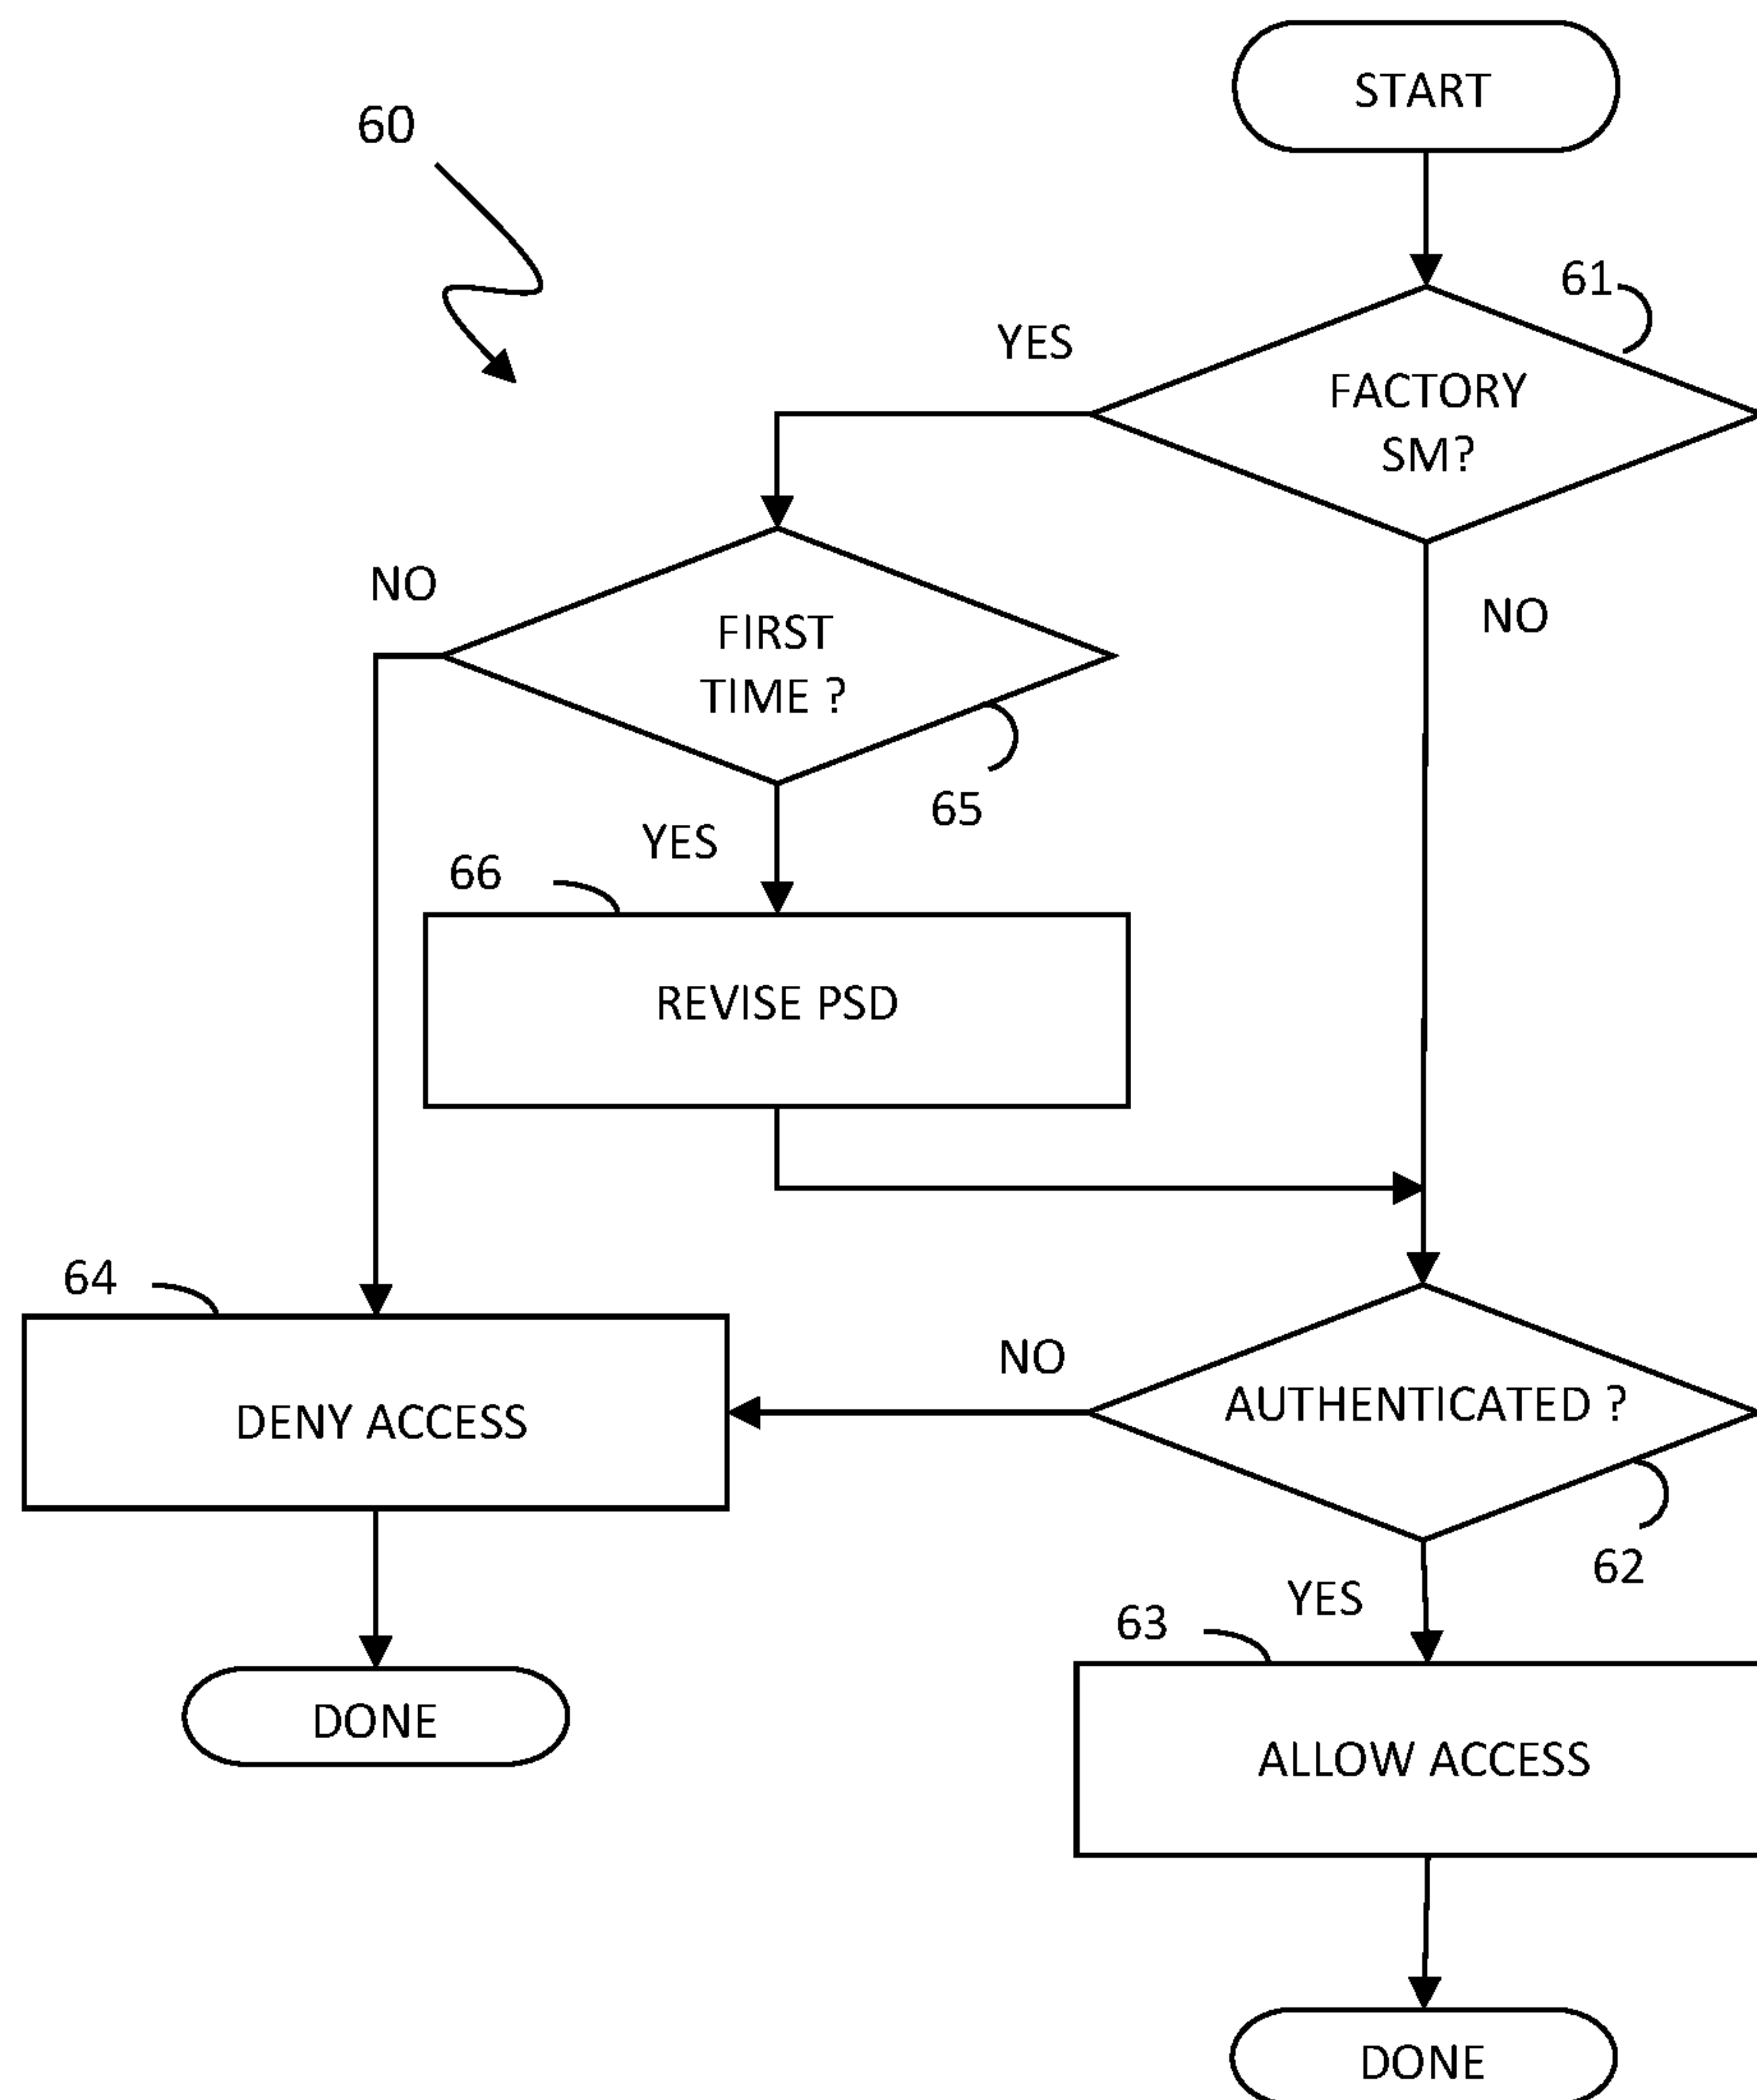 START
60
61
YES
FACTORY
SM?
NO
NO
FIRST
TIME ?
65
YES
66
REVISE PSD
64
NO
AUTHENTICATED ?
DENY ACCESS
62
YES
63
DONE
ALLOW ACCESS
DONE